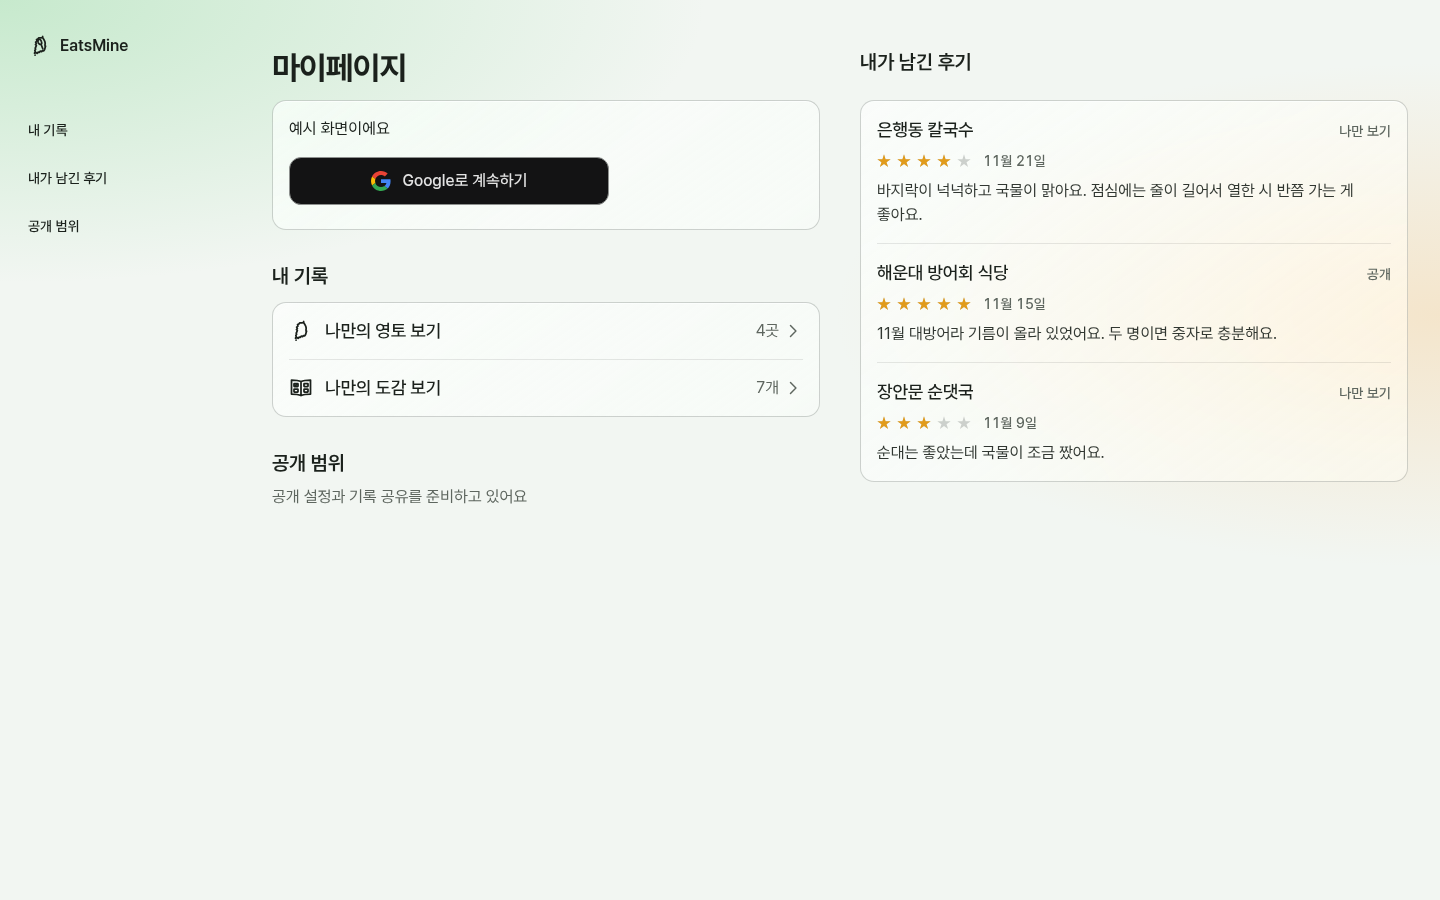 EatsMine
내 기록
내가 남긴 후기
공개 범위
마이페이지
예시 화면이에요
Google로 계속하기
내 기록
나만의 영토 보기 4곳
나만의 도감 보기 7개
공개 범위
공개 설정과 기록 공유를 준비하고 있어요
내가 남긴 후기
은행동 칼국수 나만 보기
11월 21일
바지락이 넉넉하고 국물이 맑아요. 점심에는 줄이 길어서 열한 시 반쯤 가는 게
좋아요.
해운대 방어회 식당 공개
11월 15일
11월 대방어라 기름이 올라 있었어요. 두 명이면 중자로 충분해요.
장안문 순댓국 나만 보기
11월 9일
순대는 좋았는데 국물이 조금 짰어요.